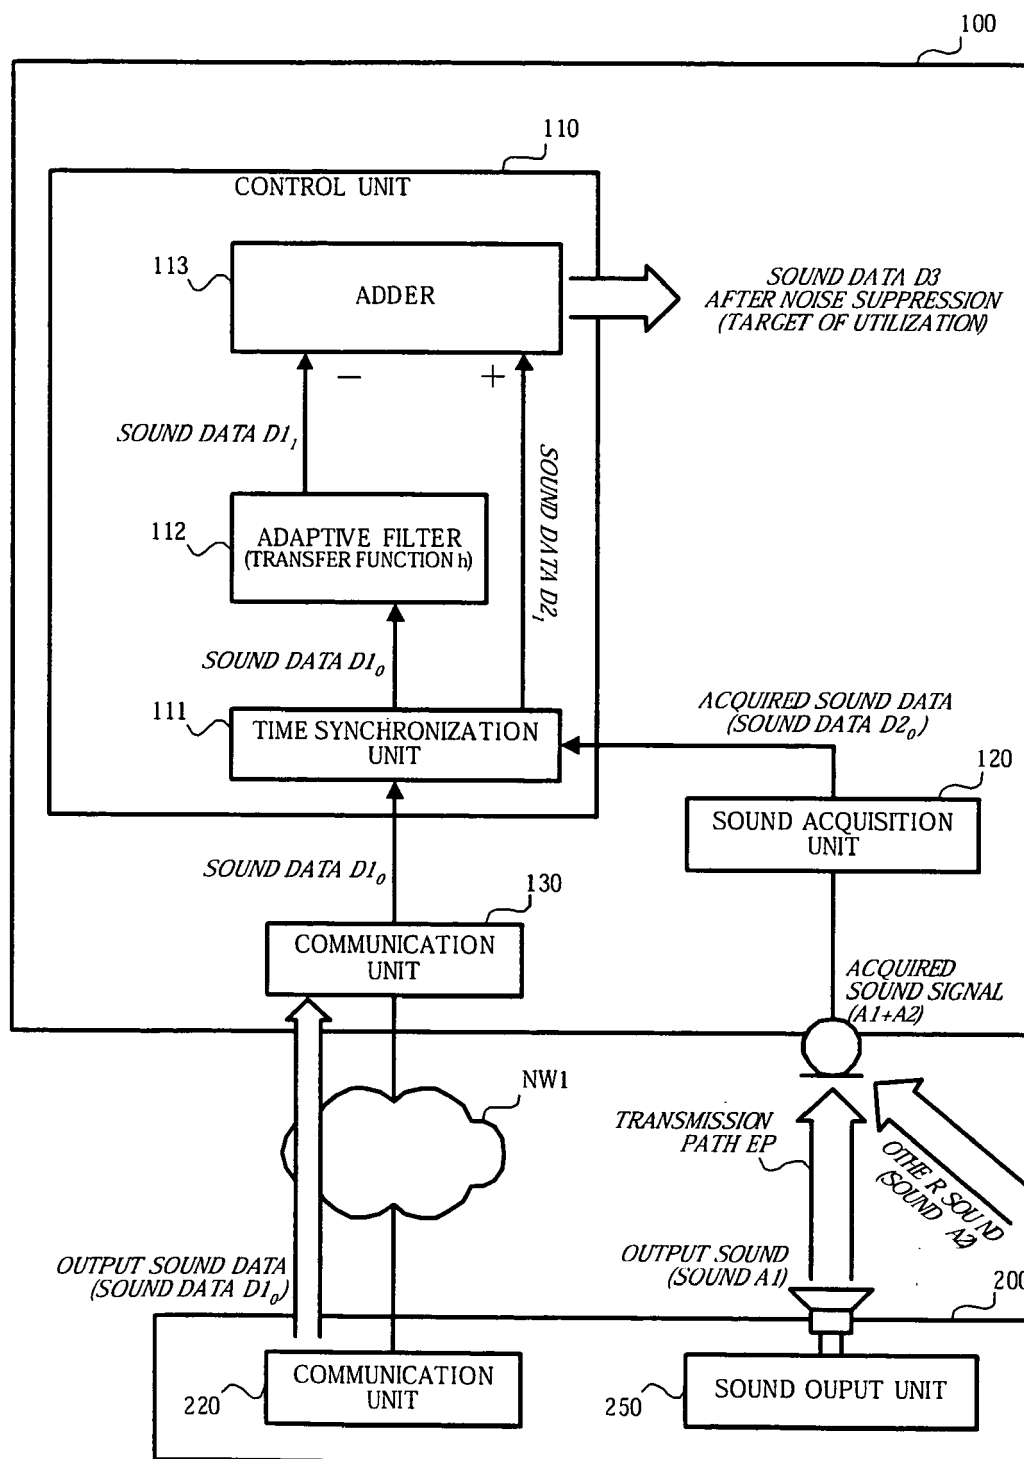 100
110
CONTROL UNIT
113
ADDER
SOUND DATA D3
AFTER NOISE SUPPRESSION
(TARGET OF UTILIZATION)
−
+
SOUND DATA D1₁
SOUND DATA D2₁
112
ADAPTIVE FILTER
(TRANSFER FUNCTION h)
SOUND DATA D1₀
111
TIME SYNCHRONIZATION
UNIT
ACQUIRED SOUND DATA
(SOUND DATA D2₀)
120
SOUND ACQUISITION
UNIT
SOUND DATA D1₀
130
COMMUNICATION
UNIT
ACQUIRED
SOUND SIGNAL
(A1+A2)
NW1
TRANSMISSION
PATH EP
OTHER SOUND
(SOUND A2)
OUTPUT SOUND DATA
(SOUND DATA D1₀)
OUTPUT SOUND
(SOUND A1)
200
220
COMMUNICATION
UNIT
250
SOUND OUPUT UNIT